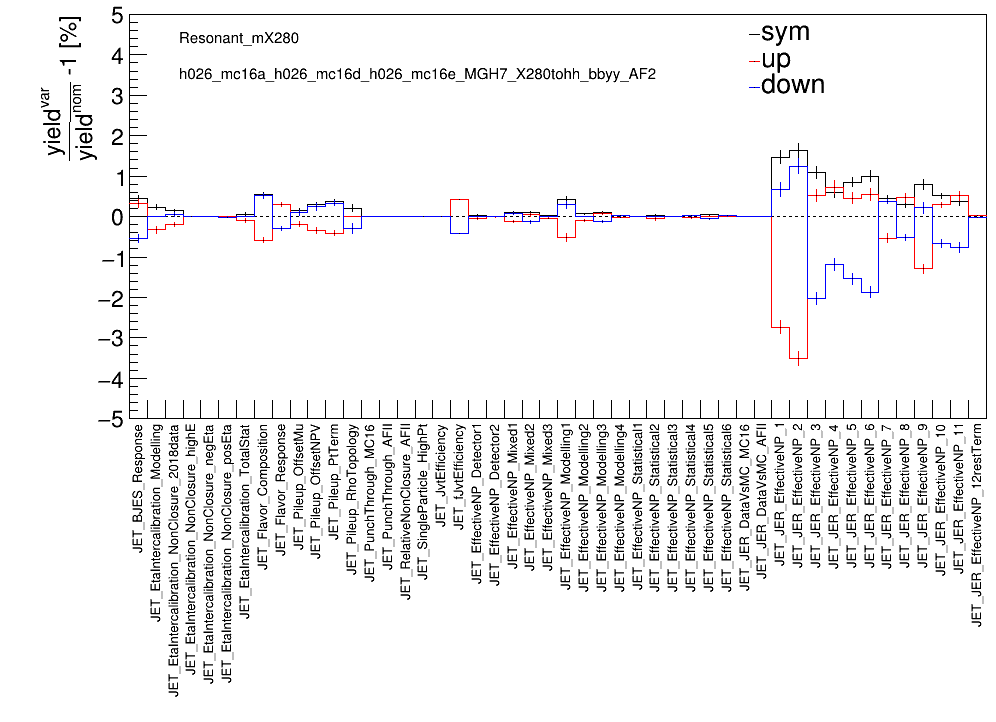 yield^var / yield^nom -1 [%]
5
4
3
2
1
0
−1
−2
−3
−4
−5
Resonant_mX280
h026_mc16a_h026_mc16d_h026_mc16e_MGH7_X280tohh_bbyy_AF2
sym
up
down
JET_BJES_Response
JET_EtaIntercalibration_Modelling
JET_EtaIntercalibration_NonClosure_2018data
JET_EtaIntercalibration_NonClosure_highE
JET_EtaIntercalibration_NonClosure_negEta
JET_EtaIntercalibration_NonClosure_posEta
JET_EtaIntercalibration_TotalStat
JET_Flavor_Composition
JET_Flavor_Response
JET_Pileup_OffsetMu
JET_Pileup_OffsetNPV
JET_Pileup_PtTerm
JET_Pileup_RhoTopology
JET_PunchThrough_MC16
JET_PunchThrough_AFII
JET_RelativeNonClosure_AFII
JET_SingleParticle_HighPt
JET_JvtEfficiency
JET_fJvtEfficiency
JET_EffectiveNP_Detector1
JET_EffectiveNP_Detector2
JET_EffectiveNP_Mixed1
JET_EffectiveNP_Mixed2
JET_EffectiveNP_Mixed3
JET_EffectiveNP_Modelling1
JET_EffectiveNP_Modelling2
JET_EffectiveNP_Modelling3
JET_EffectiveNP_Modelling4
JET_EffectiveNP_Statistical1
JET_EffectiveNP_Statistical2
JET_EffectiveNP_Statistical3
JET_EffectiveNP_Statistical4
JET_EffectiveNP_Statistical5
JET_EffectiveNP_Statistical6
JET_JER_DataVsMC_MC16
JET_JER_DataVsMC_AFII
JET_JER_EffectiveNP_1
JET_JER_EffectiveNP_2
JET_JER_EffectiveNP_3
JET_JER_EffectiveNP_4
JET_JER_EffectiveNP_5
JET_JER_EffectiveNP_6
JET_JER_EffectiveNP_7
JET_JER_EffectiveNP_8
JET_JER_EffectiveNP_9
JET_JER_EffectiveNP_10
JET_JER_EffectiveNP_11
JET_JER_EffectiveNP_12restTerm